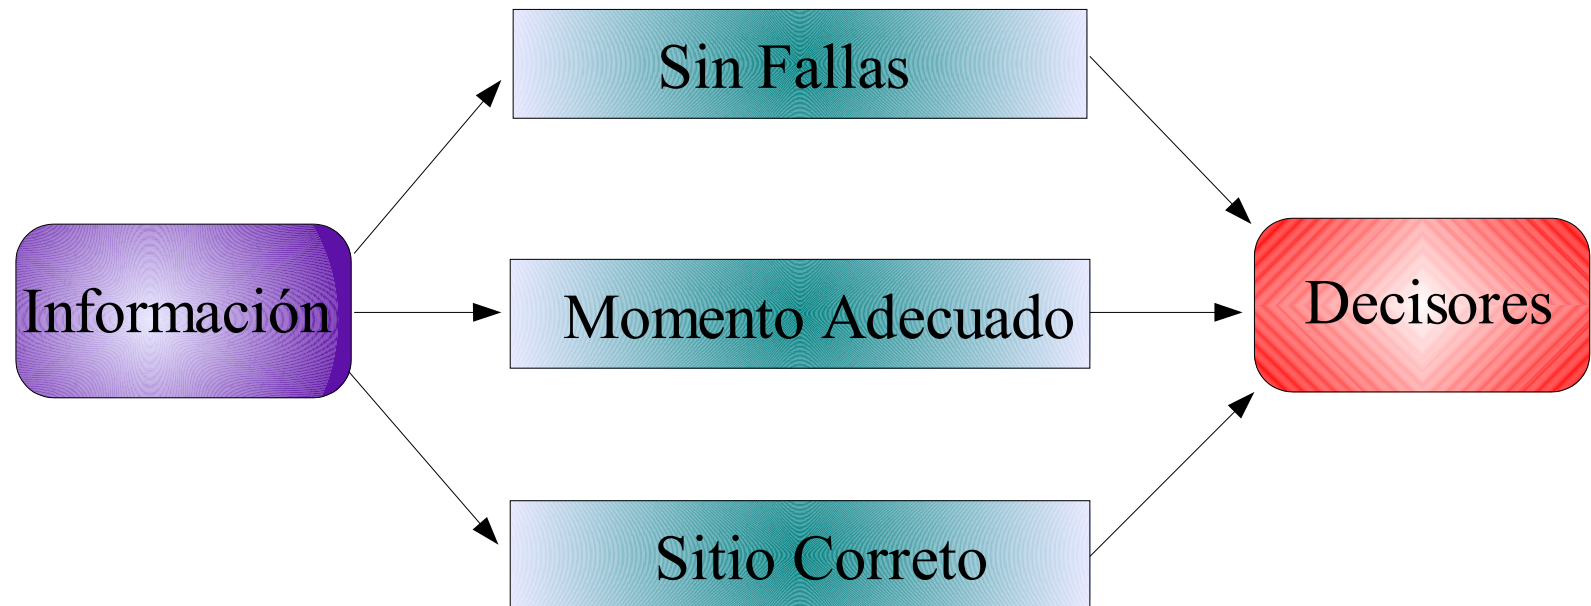 Sin Fallas
Información
Momento Adecuado
Decisores
Sitio Correto